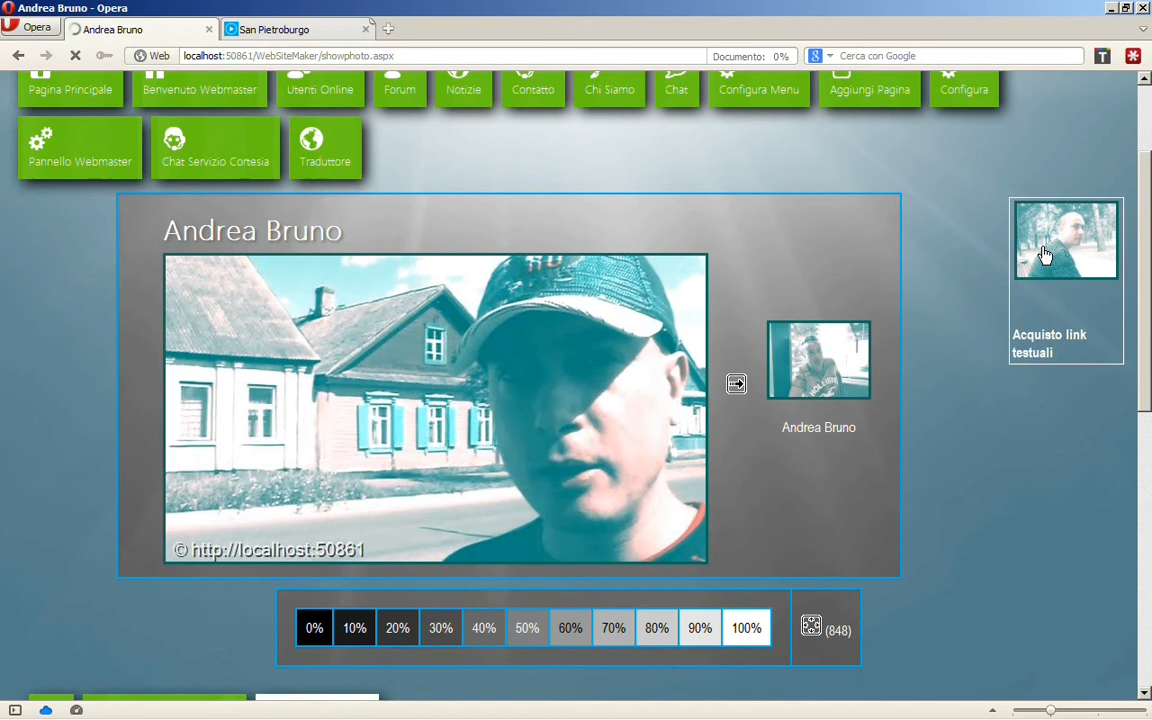 Andrea Bruno - Opera
Opera
Andrea Bruno
San Pietroburgo
Web
localhost:50861/WebSiteMaker/showphoto.aspx
Documento: 0%
Cerca con Google
Pagina Principale
Benvenuto Webmaster
Utenti Online
Forum
Notizie
Contatto
Chi Siamo
Chat
Configura Menu
Aggiungi Pagina
Configura
Pannello Webmaster
Chat Servizio Cortesia
Traduttore
Andrea Bruno
© http://localhost:50861
Andrea Bruno
Acquisto link
testuali
0% 10% 20% 30% 40% 50% 60% 70% 80% 90% 100%
(848)